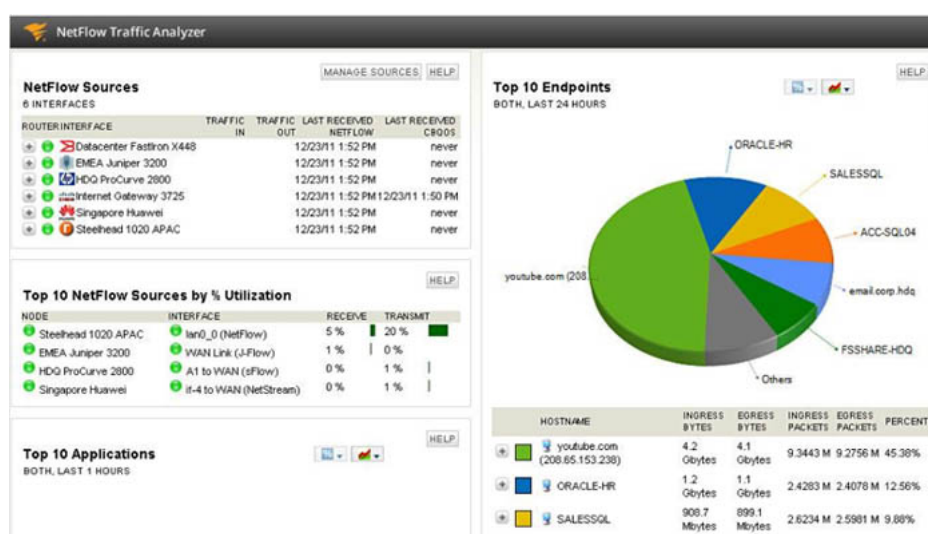 NetFlow Traffic Analyzer
NetFlow Sources
MANAGE SOURCES HELP
6 INTERFACES
ROUTER INTERFACE TRAFFIC IN TRAFFIC OUT LAST RECEIVED NETFLOW LAST RECEIVED CBQOS
Datacenter FastIron X448 12/23/11 1:52 PM never
EMEA Juniper 3200 12/23/11 1:52 PM never
HDQ ProCurve 2800 12/23/11 1:52 PM never
Internet Gateway 3725 12/23/11 1:52 PM 12/23/11 1:50 PM
Singapore Huawei 12/23/11 1:52 PM never
Steelhead 1020 APAC 12/23/11 1:52 PM never
HELP
Top 10 NetFlow Sources by % Utilization
NODE INTERFACE RECEIVE TRANSMIT
Steelhead 1020 APAC lan0_0 (NetFlow) 5 % 20 %
EMEA Juniper 3200 WAN Link (J-Flow) 1 % 0 %
HDQ ProCurve 2800 A1 to WAN (sFlow) 0 % 1 %
Singapore Huawei if-4 to WAN (NetStream) 0 % 1 %
HELP
Top 10 Applications
BOTH, LAST 1 HOURS
HELP
Top 10 Endpoints
BOTH, LAST 24 HOURS
ORACLE-HR
SALESSQL
ACC-SQL04
youtube.com (208...
email.corp.hdq
FSSHARE-HDQ
Others
HOSTNAME INGRESS BYTES EGRESS BYTES INGRESS PACKETS EGRESS PACKETS PERCENT
youtube.com (208.65.153.238) 4.2 Gbytes 4.1 Gbytes 9.3443 M 9.2756 M 45.38%
ORACLE-HR 1.2 Gbytes 1.1 Gbytes 2.4283 M 2.4078 M 12.56%
SALESSQL 908.7 Mbytes 899.1 Mbytes 2.6234 M 2.5981 M 9.88%